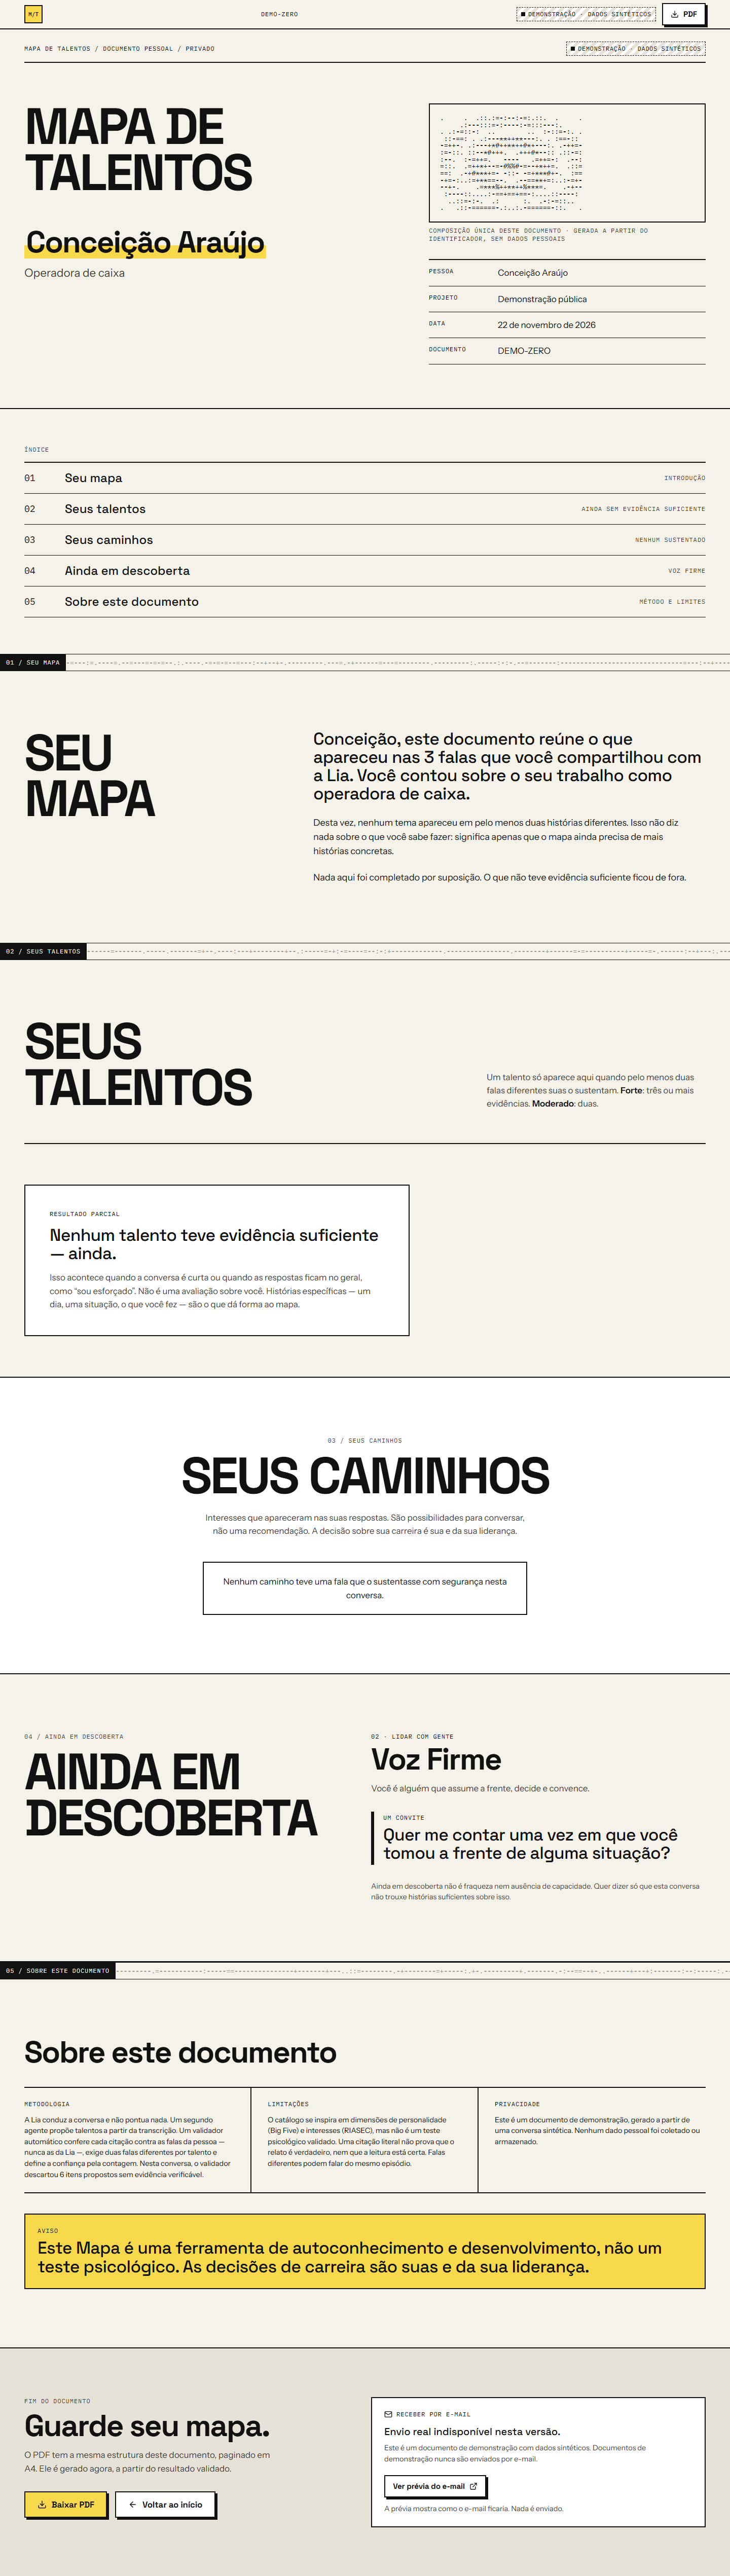 M/T
DEMO-ZERO
DEMONSTRAÇÃO · DADOS SINTÉTICOS
PDF
MAPA DE TALENTOS / DOCUMENTO PESSOAL / PRIVADO
DEMONSTRAÇÃO · DADOS SINTÉTICOS
MAPA DE
TALENTOS
Conceição Araújo
Operadora de caixa
COMPOSIÇÃO ÚNICA DESTE DOCUMENTO · GERADA A PARTIR DO
IDENTIFICADOR, SEM DADOS PESSOAIS
PESSOA Conceição Araújo
PROJETO Demonstração pública
DATA 22 de novembro de 2026
DOCUMENTO DEMO-ZERO
ÍNDICE
01 Seu mapa INTRODUÇÃO
02 Seus talentos AINDA SEM EVIDÊNCIA SUFICIENTE
03 Seus caminhos NENHUM SUSTENTADO
04 Ainda em descoberta VOZ FIRME
05 Sobre este documento MÉTODO E LIMITES
01 / SEU MAPA
SEU
MAPA
Conceição, este documento reúne o que
apareceu nas 3 falas que você compartilhou com
a Lia. Você contou sobre o seu trabalho como
operadora de caixa.
Desta vez, nenhum tema apareceu em pelo menos duas histórias diferentes. Isso não diz
nada sobre o que você sabe fazer: significa apenas que o mapa ainda precisa de mais
histórias concretas.
Nada aqui foi completado por suposição. O que não teve evidência suficiente ficou de fora.
02 / SEUS TALENTOS
SEUS
TALENTOS
Um talento só aparece aqui quando pelo menos duas
falas diferentes suas o sustentam. Forte: três ou mais
evidências. Moderado: duas.
RESULTADO PARCIAL
Nenhum talento teve evidência suficiente
— ainda.
Isso acontece quando a conversa é curta ou quando as respostas ficam no geral,
como “sou esforçado”. Não é uma avaliação sobre você. Histórias específicas — um
dia, uma situação, o que você fez — são o que dá forma ao mapa.
03 / SEUS CAMINHOS
SEUS CAMINHOS
Interesses que apareceram nas suas respostas. São possibilidades para conversar,
não uma recomendação. A decisão sobre sua carreira é sua e da sua liderança.
Nenhum caminho teve uma fala que o sustentasse com segurança nesta
conversa.
04 / AINDA EM DESCOBERTA
AINDA EM
DESCOBERTA
02 · LIDAR COM GENTE
Voz Firme
Você é alguém que assume a frente, decide e convence.
UM CONVITE
Quer me contar uma vez em que você
tomou a frente de alguma situação?
Ainda em descoberta não é fraqueza nem ausência de capacidade. Quer dizer só que esta conversa
não trouxe histórias suficientes sobre isso.
05 / SOBRE ESTE DOCUMENTO
Sobre este documento
METODOLOGIA
A Lia conduz a conversa e não pontua nada. Um segundo
agente propõe talentos a partir da transcrição. Um validador
automático confere cada citação contra as falas da pessoa —
nunca as da Lia —, exige duas falas diferentes por talento e
define a confiança pela contagem. Nesta conversa, o validador
descartou 6 itens propostos sem evidência verificável.
LIMITAÇÕES
O catálogo se inspira em dimensões de personalidade
(Big Five) e interesses (RIASEC), mas não é um teste
psicológico validado. Uma citação literal não prova que o
relato é verdadeiro, nem que a leitura está certa. Falas
diferentes podem falar do mesmo episódio.
PRIVACIDADE
Este é um documento de demonstração, gerado a partir de
uma conversa sintética. Nenhum dado pessoal foi coletado ou
armazenado.
AVISO
Este Mapa é uma ferramenta de autoconhecimento e desenvolvimento, não um
teste psicológico. As decisões de carreira são suas e da sua liderança.
FIM DO DOCUMENTO
Guarde seu mapa.
O PDF tem a mesma estrutura deste documento, paginado em
A4. Ele é gerado agora, a partir do resultado validado.
Baixar PDF
Voltar ao início
RECEBER POR E-MAIL
Envio real indisponível nesta versão.
Este é um documento de demonstração com dados sintéticos. Documentos de
demonstração nunca são enviados por e-mail.
Ver prévia do e-mail
A prévia mostra como o e-mail ficaria. Nada é enviado.